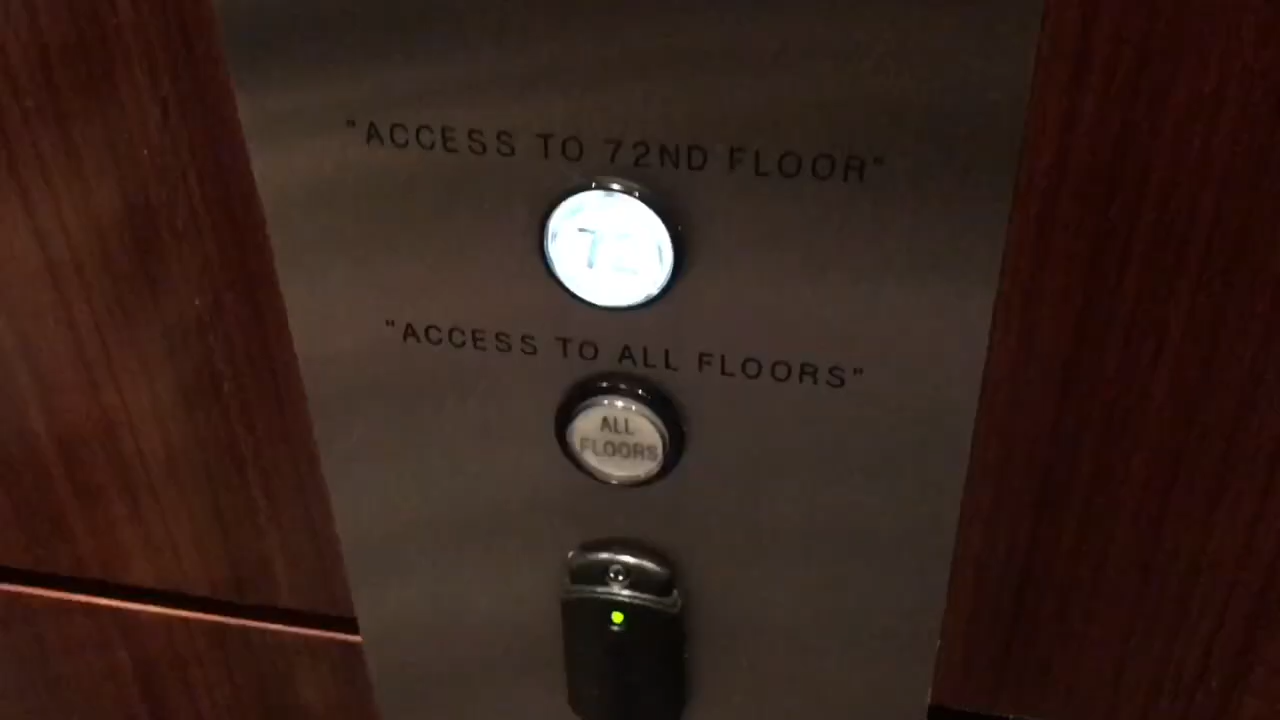 "ACCESS TO 72ND FLOOR"
72
"ACCESS TO ALL FLOORS"
ALL
FLOORS